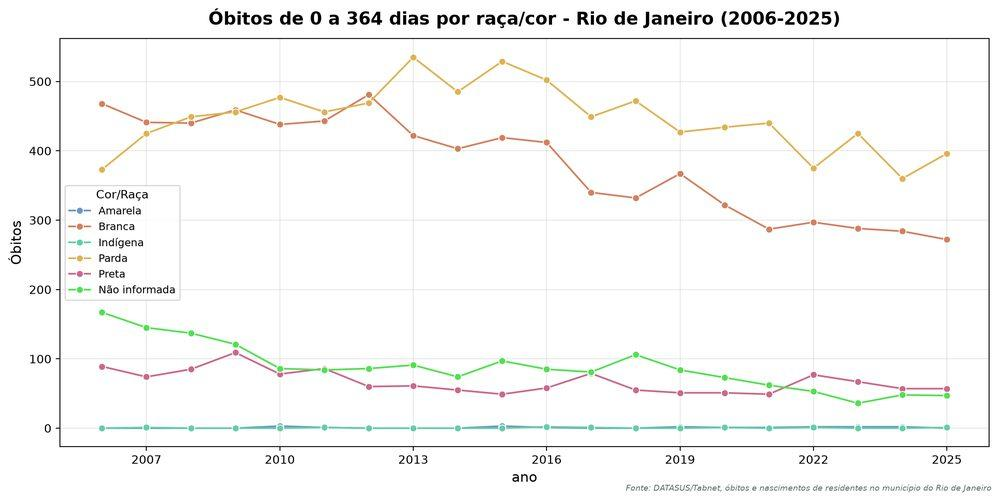 Óbitos de 0 a 364 dias por raça/cor - Rio de Janeiro (2006-2025)
Óbitos
500
400
300
200
100
0
Cor/Raça
Amarela
Branca
Indígena
Parda
Preta
Não informada
2007 2010 2013 2016 2019 2022 2025
ano
Fonte: DATASUS/Tabnet, óbitos e nascimentos de residentes no município do Rio de Janeiro